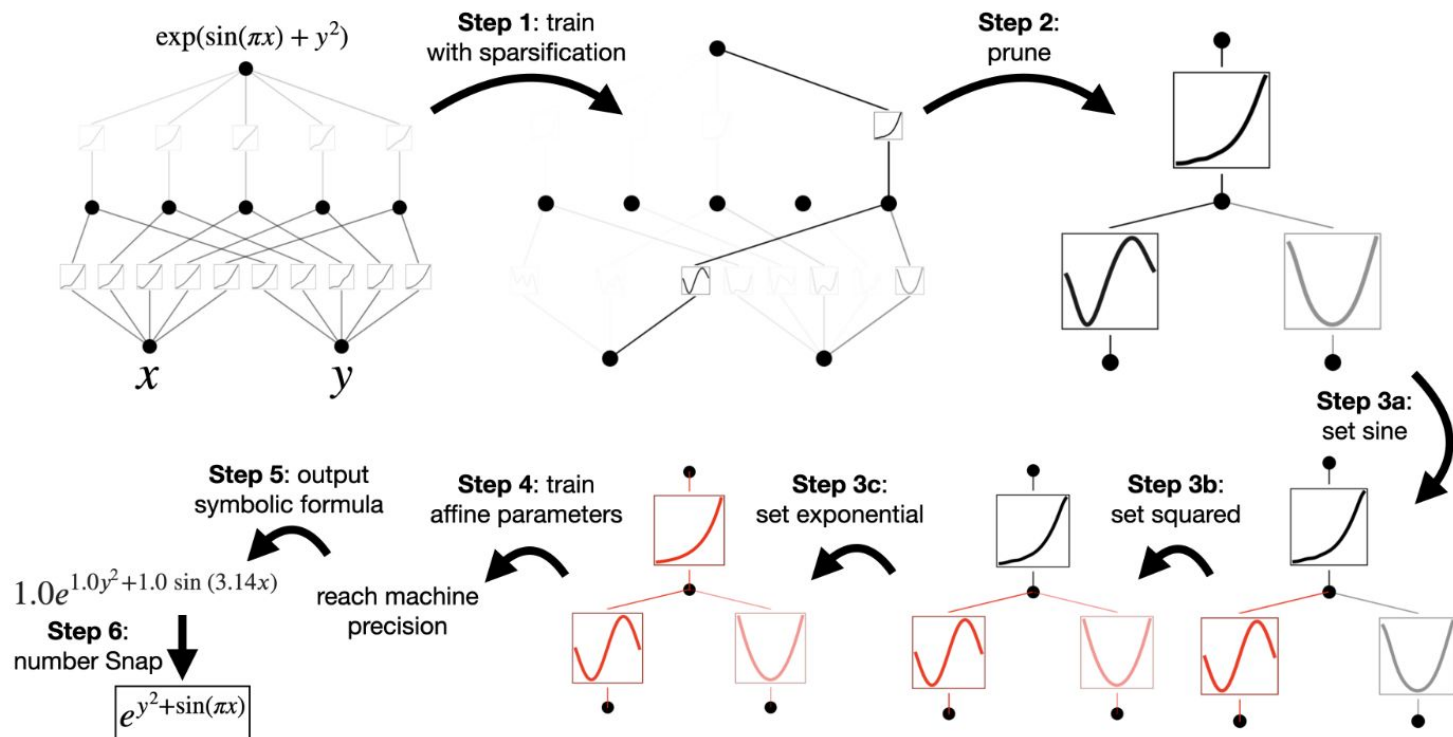 exp(sin(πx) + y²)
Step 1: train
with sparsification
Step 2:
prune
x
y
Step 3a:
set sine
Step 3b:
set squared
Step 3c:
set exponential
Step 4: train
affine parameters
reach machine
precision
Step 5: output
symbolic formula
1.0e^{1.0y²+1.0 sin (3.14x)}
Step 6:
number Snap
e^{y²+sin(πx)}